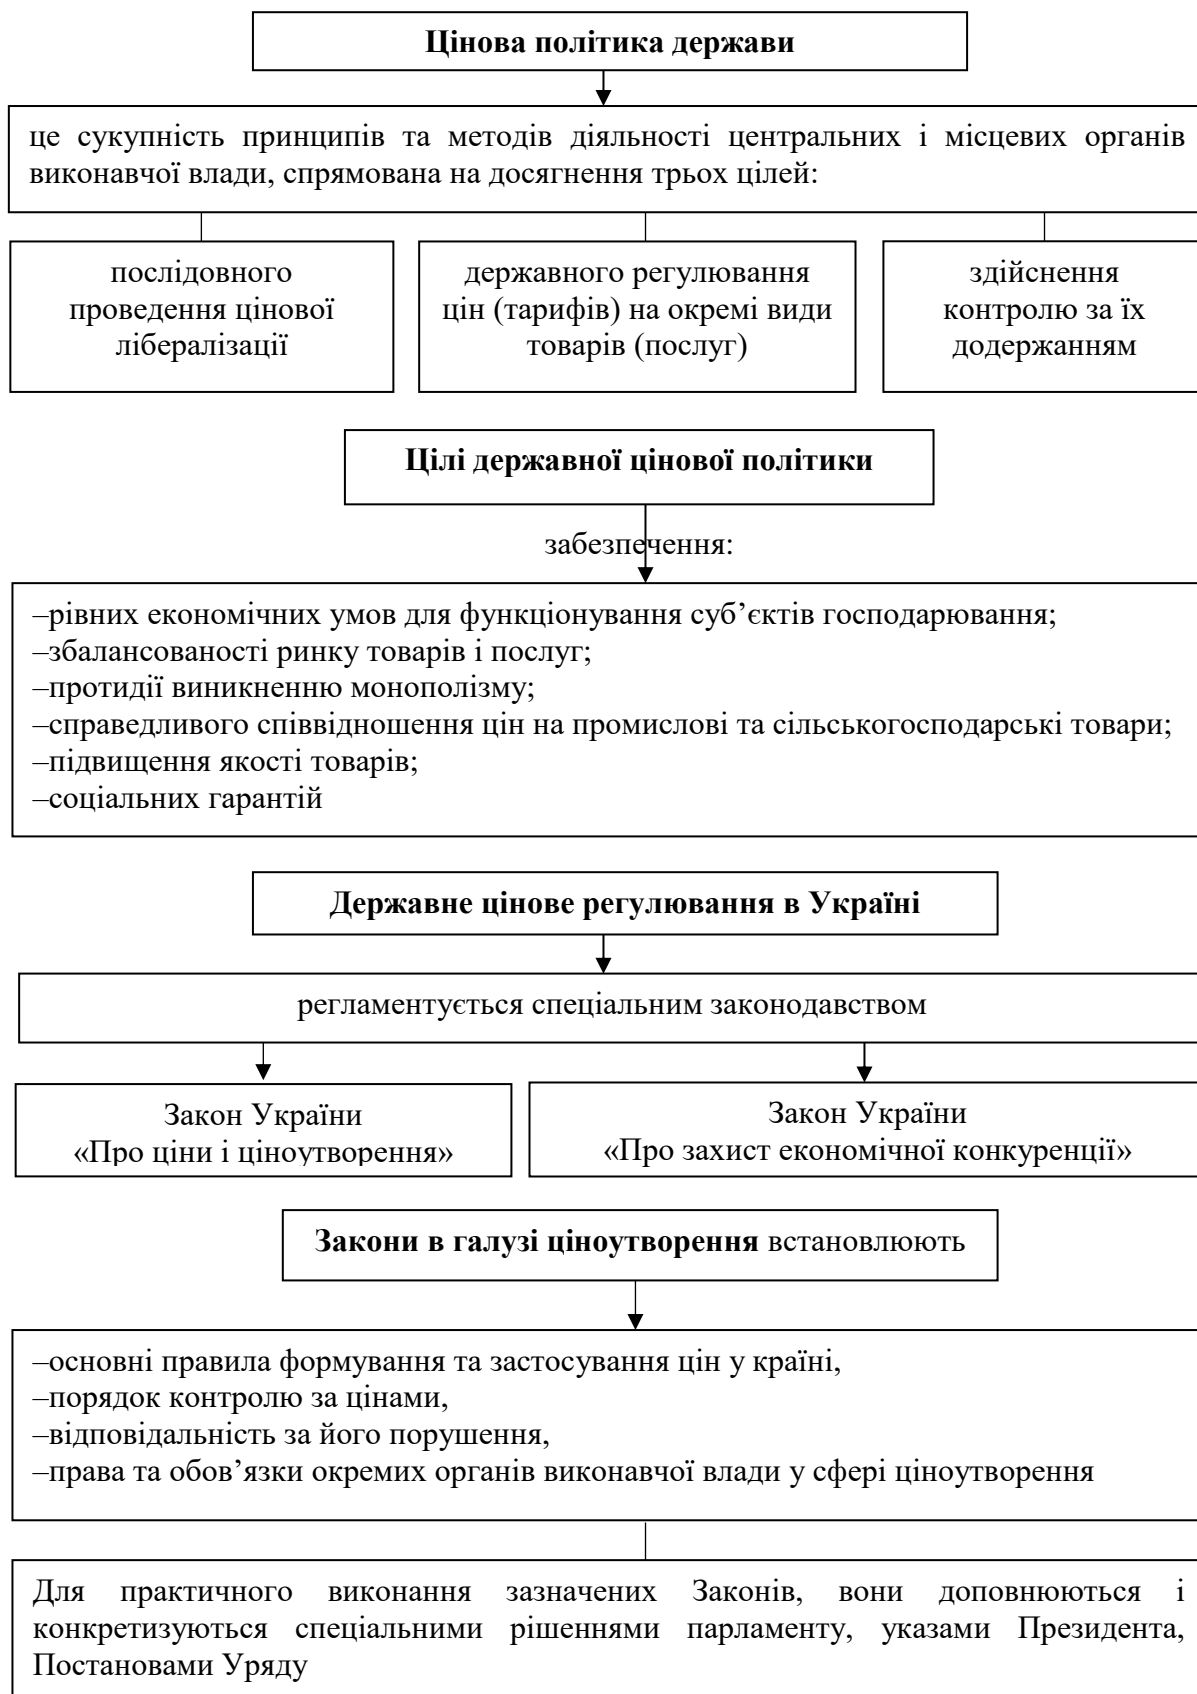 Цінова політика держави
це сукупність принципів та методів діяльності центральних і місцевих органів
виконавчої влади, спрямована на досягнення трьох цілей:
послідовного
проведення цінової
лібералізації
державного регулювання
цін (тарифів) на окремі види
товарів (послуг)
здійснення
контролю за їх
додержанням
Цілі державної цінової політики
забезпечення:
–рівних економічних умов для функціонування суб’єктів господарювання;
–збалансованості ринку товарів і послуг;
–протидії виникненню монополізму;
–справедливого співвідношення цін на промислові та сільськогосподарські товари;
–підвищення якості товарів;
–соціальних гарантій
Державне цінове регулювання в Україні
регламентується спеціальним законодавством
Закон України
«Про ціни і ціноутворення»
Закон України
«Про захист економічної конкуренції»
Закони в галузі ціноутворення встановлюють
–основні правила формування та застосування цін у країні,
–порядок контролю за цінами,
–відповідальність за його порушення,
–права та обов’язки окремих органів виконавчої влади у сфері ціноутворення
Для практичного виконання зазначених Законів, вони доповнюються і
конкретизуються спеціальними рішеннями парламенту, указами Президента,
Постановами Уряду